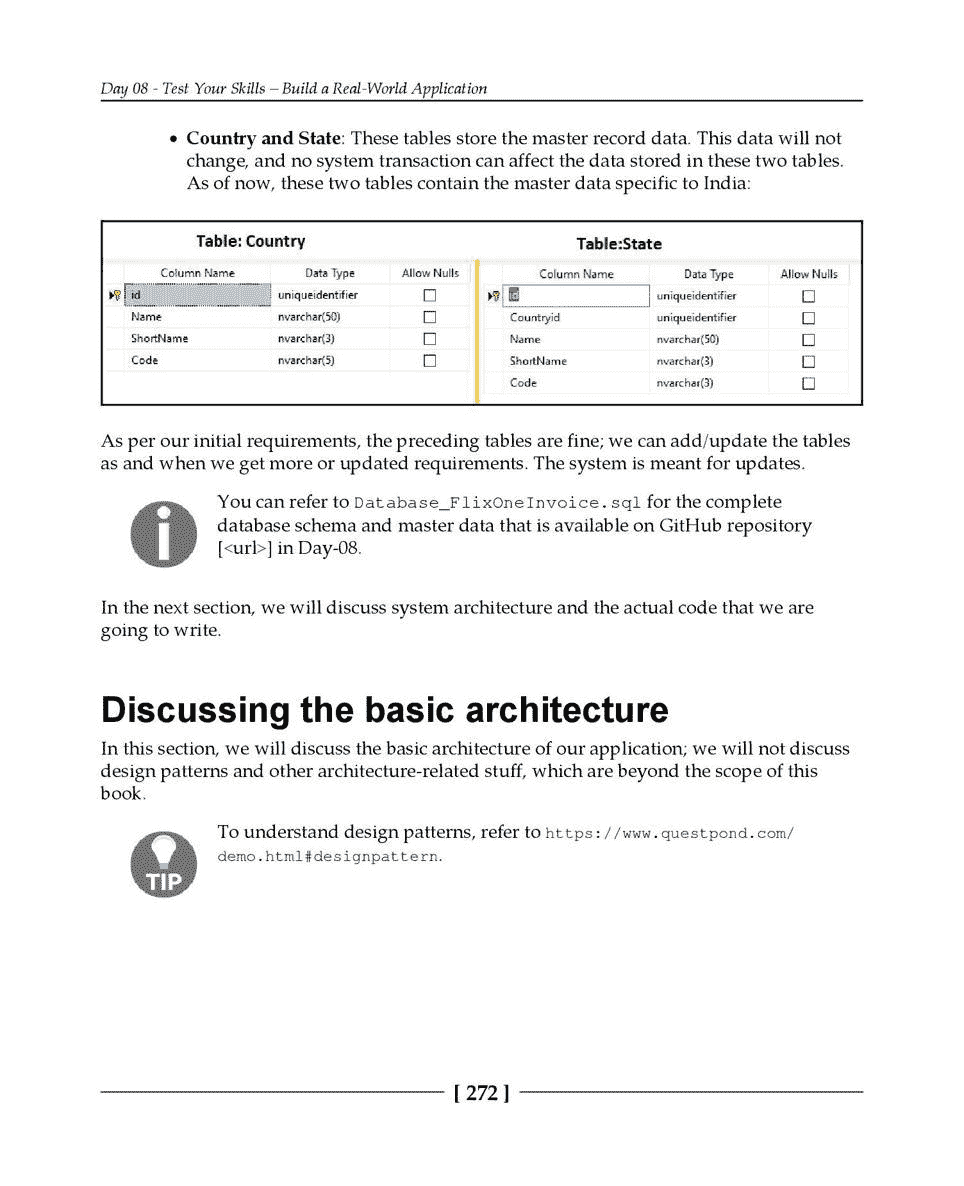 Day 08 - Test Your Skills – Build a Real-World Application
• Country and State: These tables store the master record data. This data will not
change, and no system transaction can affect the data stored in these two tables.
As of now, these two tables contain the master data specific to India:
Table: Country
Column Name Data Type Allow Nulls
id uniqueidentifier
Name nvarchar(50)
ShortName nvarchar(3)
Code nvarchar(5)
Table:State
Column Name Data Type Allow Nulls
uniqueidentifier
Countryid uniqueidentifier
Name nvarchar(50)
ShortName nvarchar(3)
Code nvarchar(3)
As per our initial requirements, the preceding tables are fine; we can add/update the tables
as and when we get more or updated requirements. The system is meant for updates.
You can refer to Database_FlixOneInvoice.sql for the complete
database schema and master data that is available on GitHub repository
[<url>] in Day-08.
In the next section, we will discuss system architecture and the actual code that we are
going to write.
Discussing the basic architecture
In this section, we will discuss the basic architecture of our application; we will not discuss
design patterns and other architecture-related stuff, which are beyond the scope of this
book.
To understand design patterns, refer to https://www.questpond.com/
demo.html#designpattern.
TIP
[ 272 ]